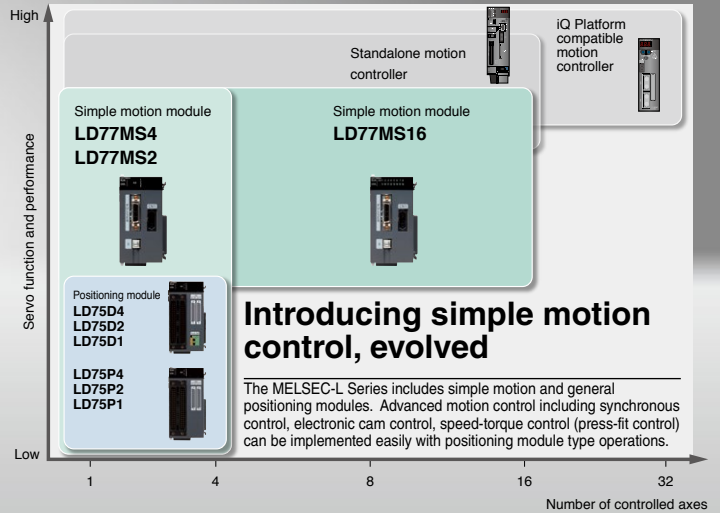 High
iQ Platform
compatible
motion
controller
Standalone motion
controller
Simple motion module
LD77MS4
LD77MS2
Simple motion module
LD77MS16
Servo function and performance
Positioning module
LD75D4
LD75D2
LD75D1
LD75P4
LD75P2
LD75P1
Introducing simple motion
control, evolved
The MELSEC-L Series includes simple motion and general
positioning modules. Advanced motion control including synchronous
control, electronic cam control, speed-torque control (press-fit control)
can be implemented easily with positioning module type operations.
Low
1 4 8 16 32
Number of controlled axes